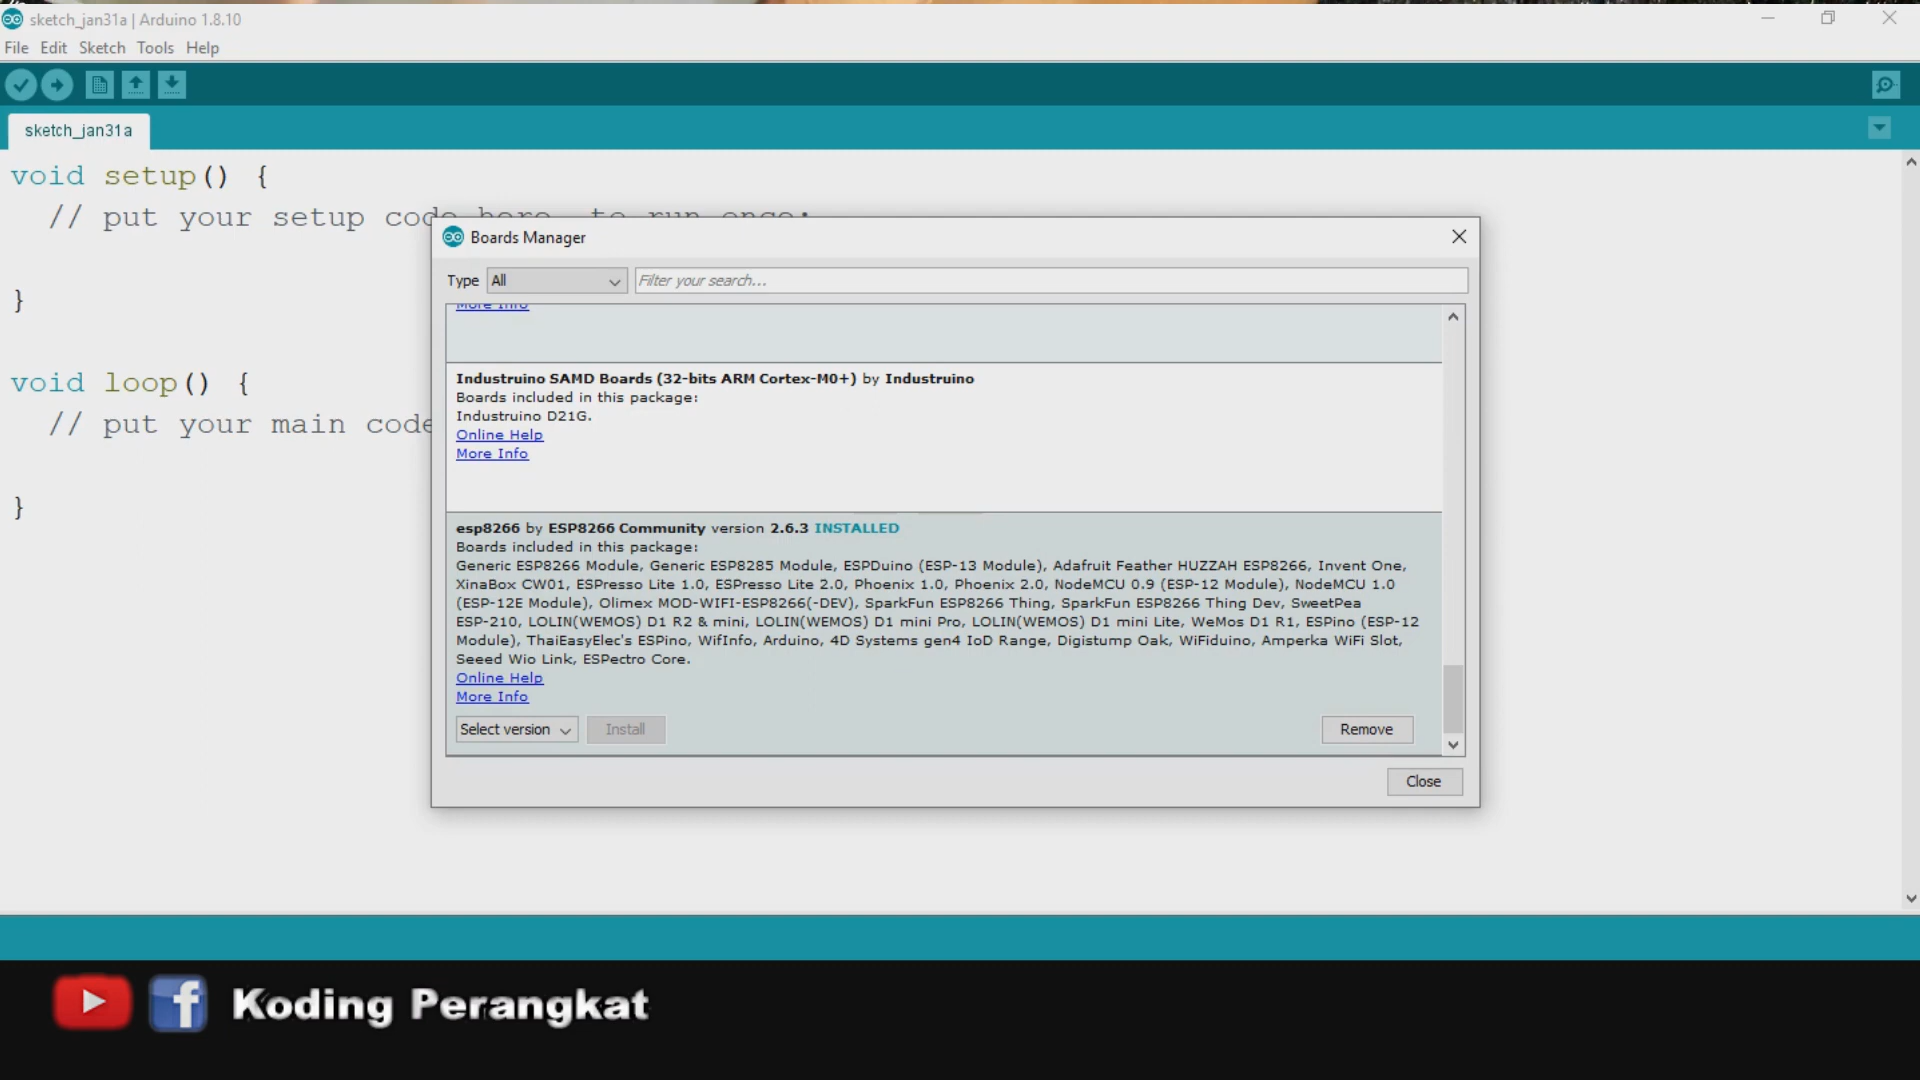 sketch_jan31a | Arduino 1.8.10
File Edit Sketch Tools Help
sketch_jan31a
void setup() {
// put your setup code here, to run once:
}
void loop() {
// put your main code
}
Boards Manager
Type All Filter your search...
More Info
Industruino SAMD Boards (32-bits ARM Cortex-M0+) by Industruino
Boards included in this package:
Industruino D21G.
Online Help
More Info
esp8266 by ESP8266 Community version 2.6.3 INSTALLED
Boards included in this package:
Generic ESP8266 Module, Generic ESP8285 Module, ESPDuino (ESP-13 Module), Adafruit Feather HUZZAH ESP8266, Invent One,
XinaBox CW01, ESPresso Lite 1.0, ESPresso Lite 2.0, Phoenix 1.0, Phoenix 2.0, NodeMCU 0.9 (ESP-12 Module), NodeMCU 1.0
(ESP-12E Module), Olimex MOD-WIFI-ESP8266(-DEV), SparkFun ESP8266 Thing, SparkFun ESP8266 Thing Dev, SweetPea
ESP-210, LOLIN(WEMOS) D1 R2 & mini, LOLIN(WEMOS) D1 mini Pro, LOLIN(WEMOS) D1 mini Lite, WeMos D1 R1, ESPino (ESP-12
Module), ThaiEasyElec's ESPino, WifInfo, Arduino, 4D Systems gen4 IoD Range, Digistump Oak, WiFiduino, Amperka WiFi Slot,
Seeed Wio Link, ESPectro Core.
Online Help
More Info
Select version Install Remove
Close
Koding Perangkat